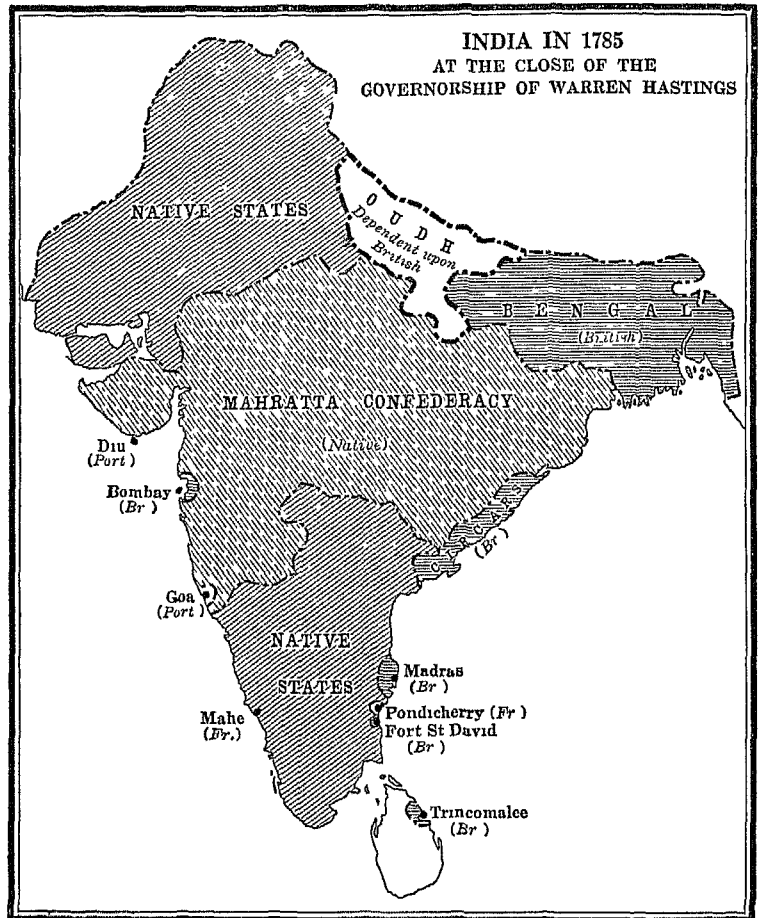 INDIA IN 1785
AT THE CLOSE OF THE
GOVERNORSHIP OF WARREN HASTINGS
NATIVE STATES
OUDH
Dependent upon
British
BENGAL
(British)
MAHRATTA CONFEDERACY
(Native)
Diu
(Port)
Bombay
(Br)
CIRCARS
(Br)
Goa
(Port)
NATIVE
STATES
Madras
(Br)
Mahe
(Fr.)
Pondicherry (Fr)
Fort St David
(Br)
Trincomalee
(Br)